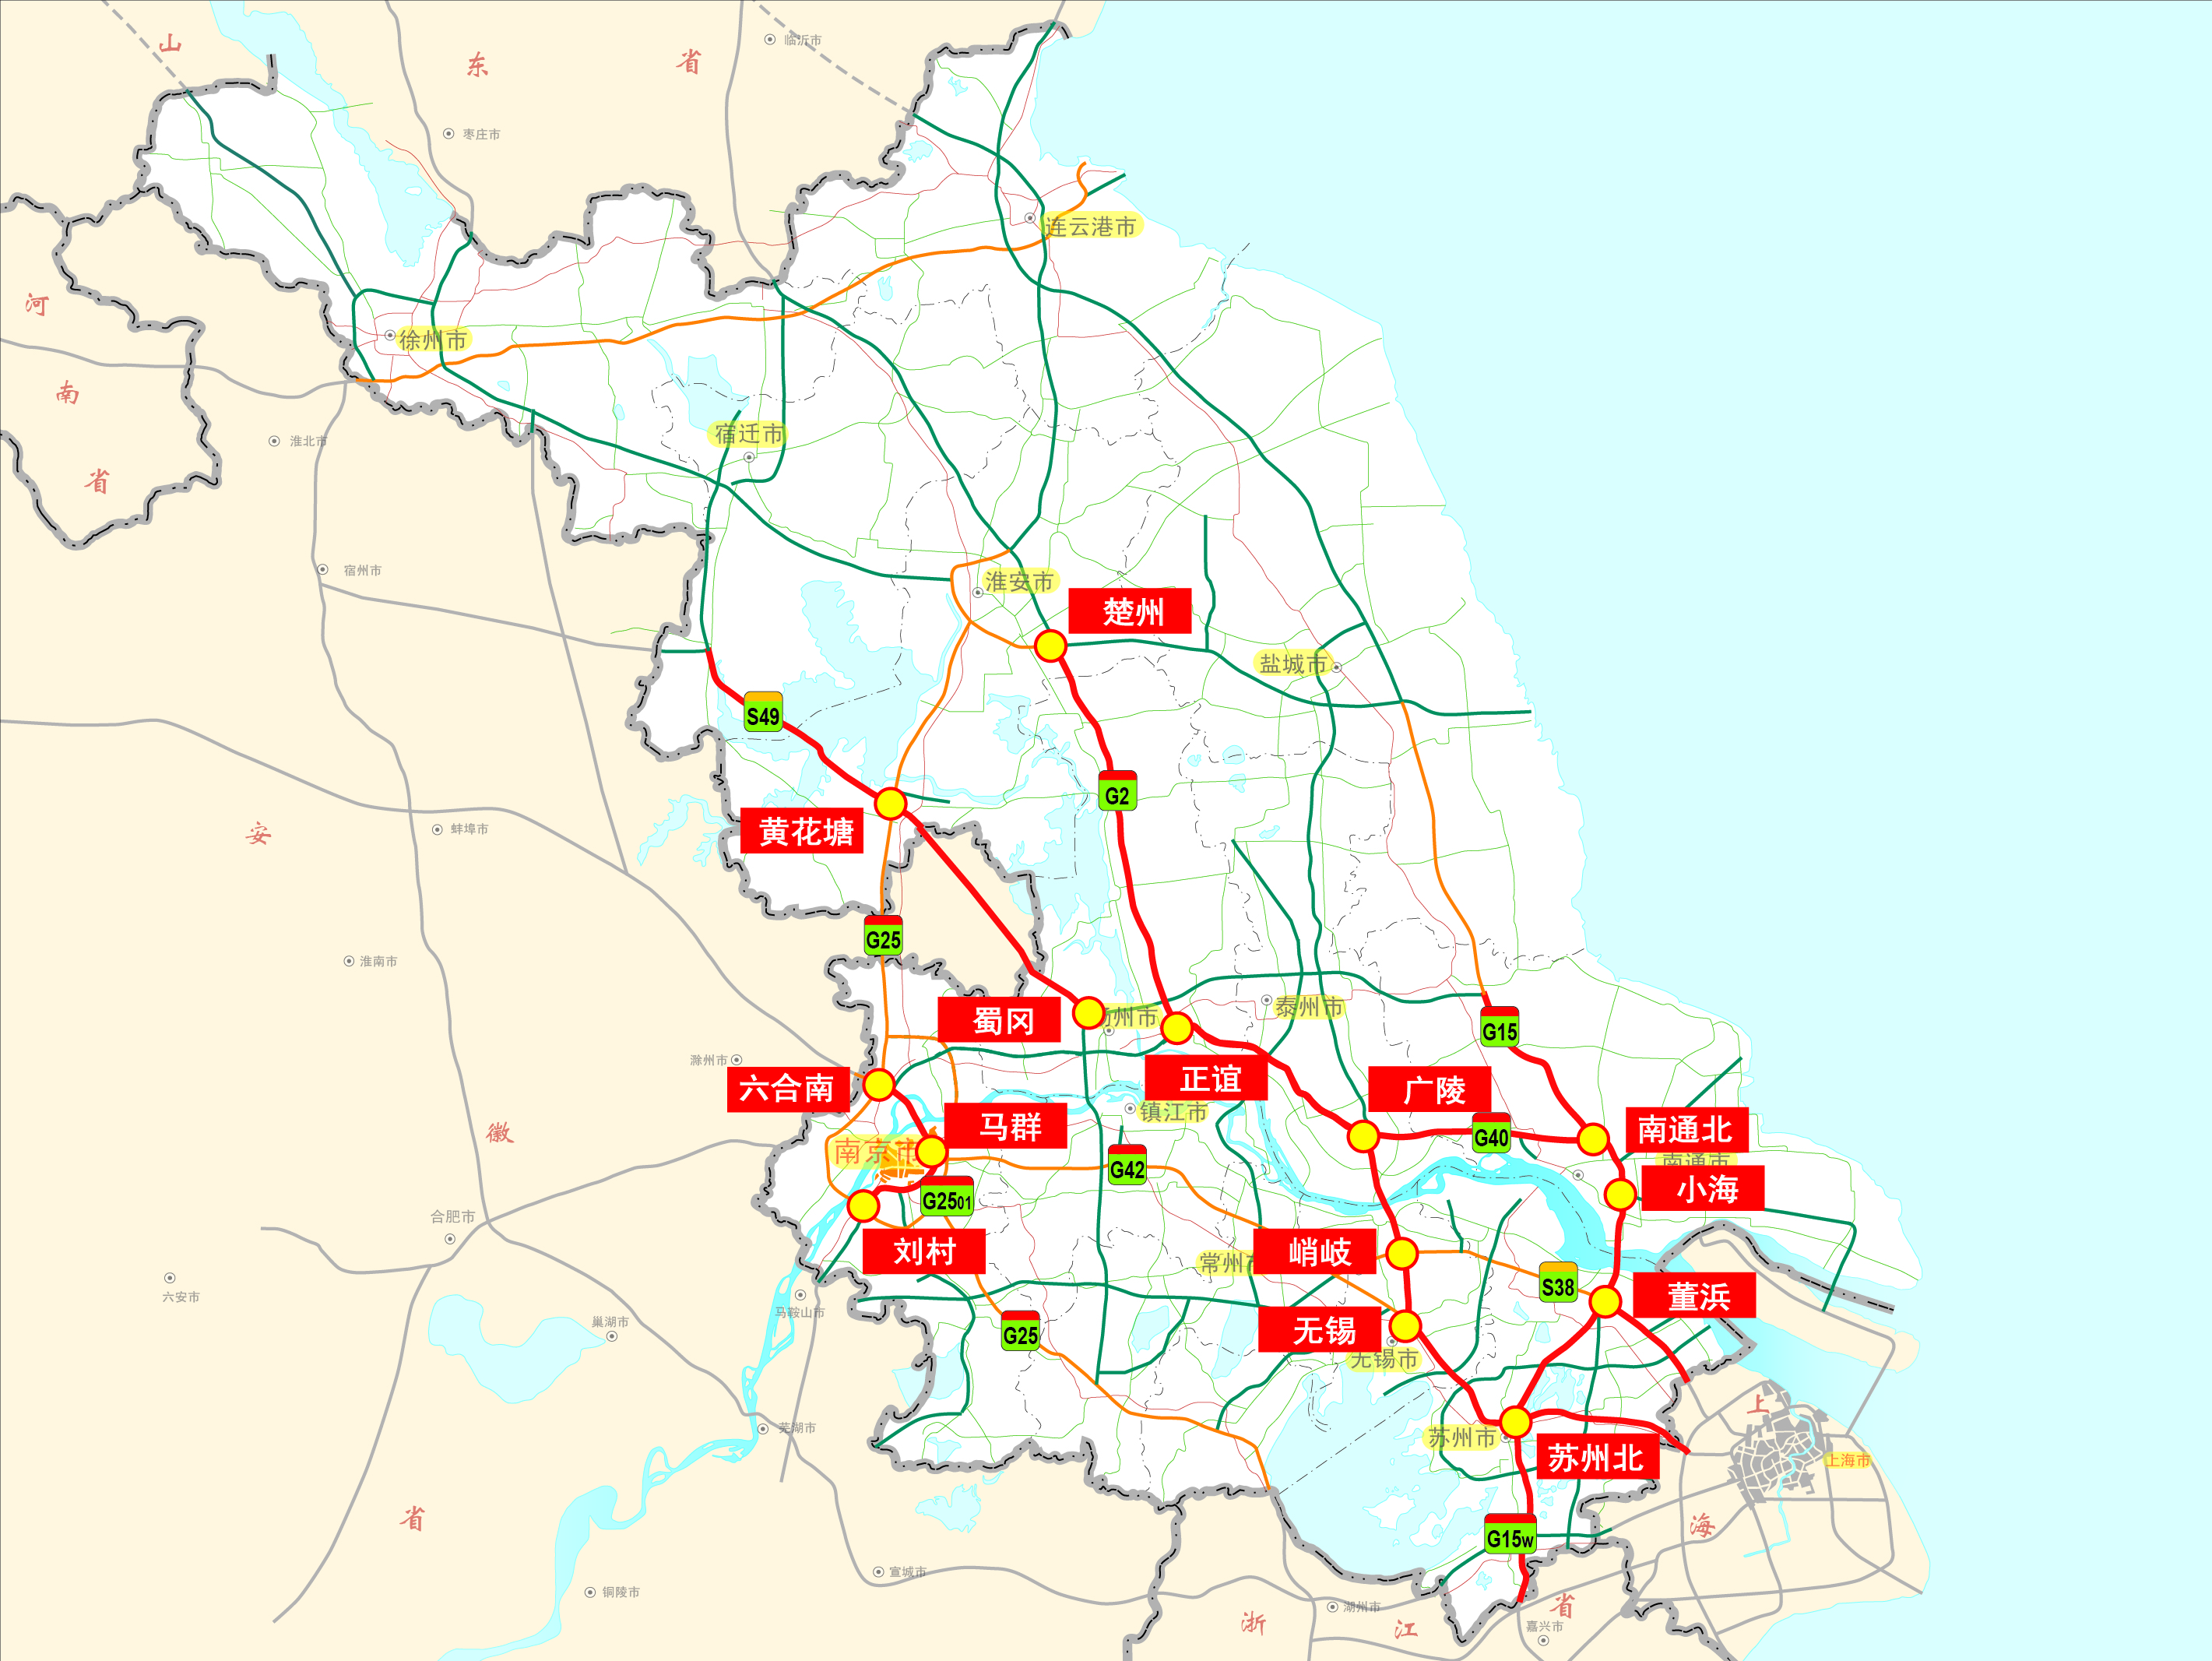 山 东 省
临沂市
枣庄市
连云港市
河 南 省
徐州市
淮北市
宿迁市
宿州市
淮安市
楚州
盐城市
S49
G2
黄花塘
安 徽 省
蚌埠市
G25
淮南市
蜀冈
州市
泰州市
G15
滁州市
六合南
正谊
广陵
马群
镇江市
G40
南通北
南京市
G42
南通市
小海
G2501
合肥市
刘村
常州市
峭岐
S38
董浜
六安市
马鞍山市
巢湖市
G25
无锡
无锡市
上 海
芜湖市
苏州市
苏州北
上海市
G15W
宣城市
铜陵市
湖州市
浙 江 省
嘉兴市